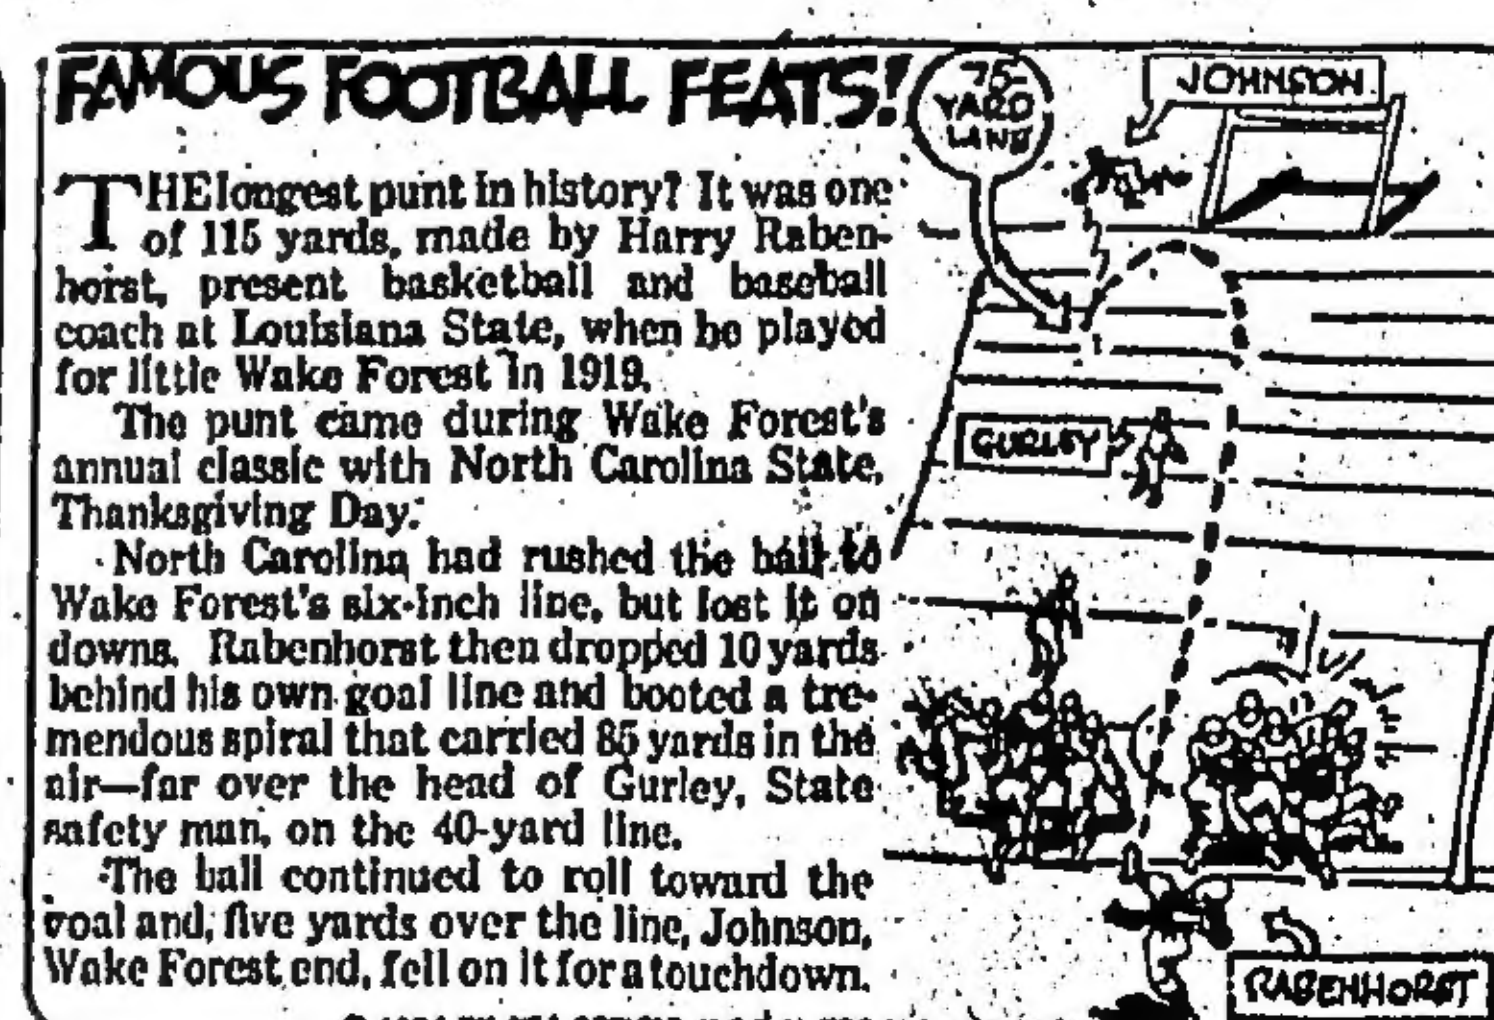 FAMOUS FOOTBALL FEATS!
THE longest punt in history? It was one
of 115 yards, made by Harry Raben-
horst, present basketball and baseball
coach at Louisiana State, when he played
for little Wake Forest in 1919.
The punt came during Wake Forest's
annual classic with North Carolina State,
Thanksgiving Day.
North Carolina had rushed the ball to
Wake Forest's six-inch line, but lost it on
downs. Rabenhorst then dropped 10 yards
behind his own goal line and booted a tre-
mendous spiral that carried 85 yards in the
air—far over the head of Gurley, State
safety man, on the 40-yard line.
The ball continued to roll toward the
goal and, five yards over the line, Johnson,
Wake Forest end, fell on it for a touchdown.
75-
YARD
LAND
JOHNSON
GURLEY
RABENHORST